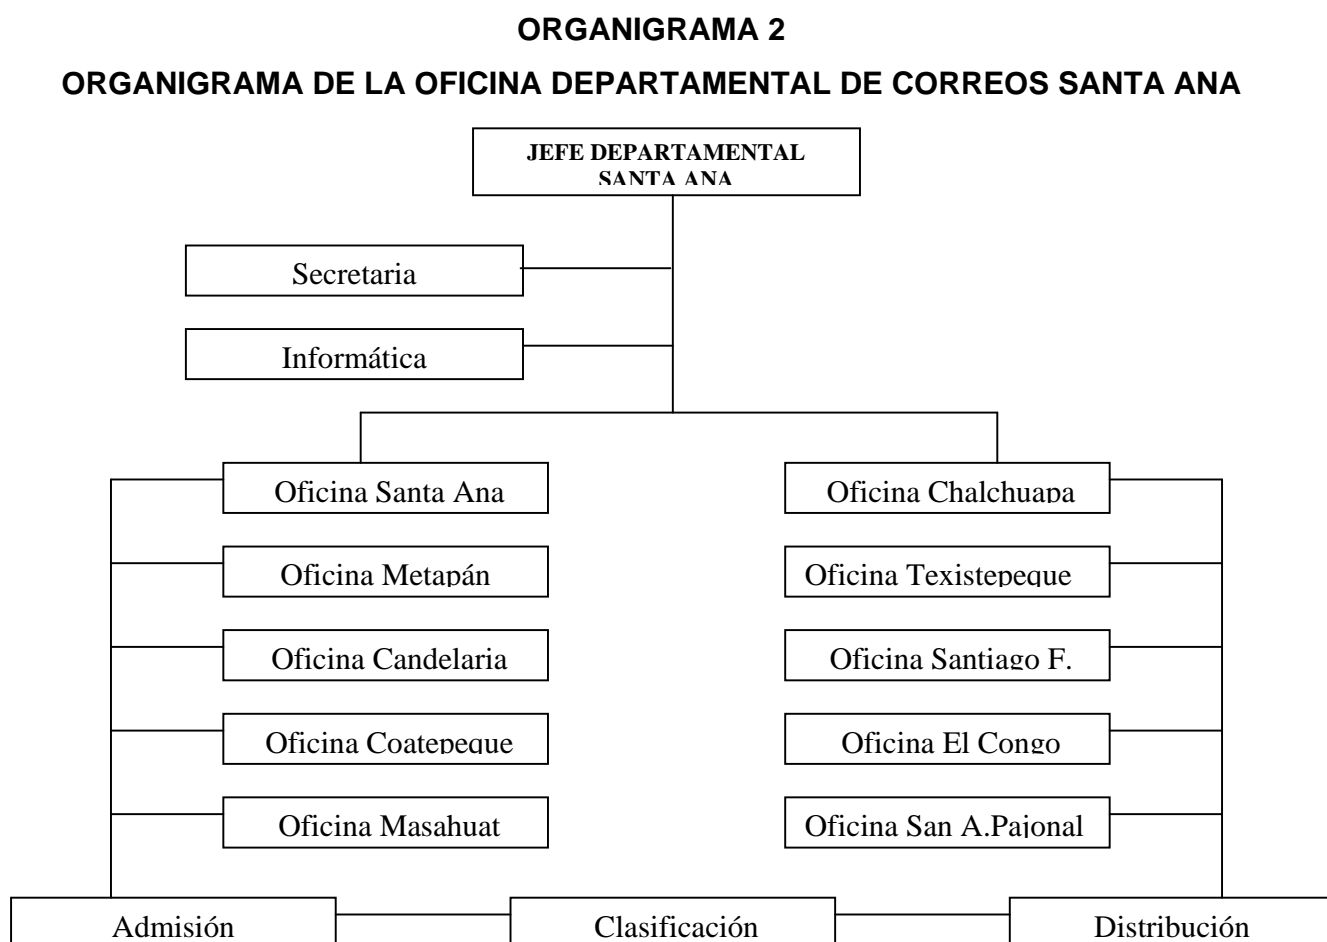 ORGANIGRAMA 2
ORGANIGRAMA DE LA OFICINA DEPARTAMENTAL DE CORREOS SANTA ANA
JEFE DEPARTAMENTAL
SANTA ANA
Secretaria
Informática
Oficina Santa Ana
Oficina Chalchuapa
Oficina Metapán
Oficina Texistepeque
Oficina Candelaria
Oficina Santiago F.
Oficina Coatepeque
Oficina El Congo
Oficina Masahuat
Oficina San A.Pajonal
Admisión
Clasificación
Distribución